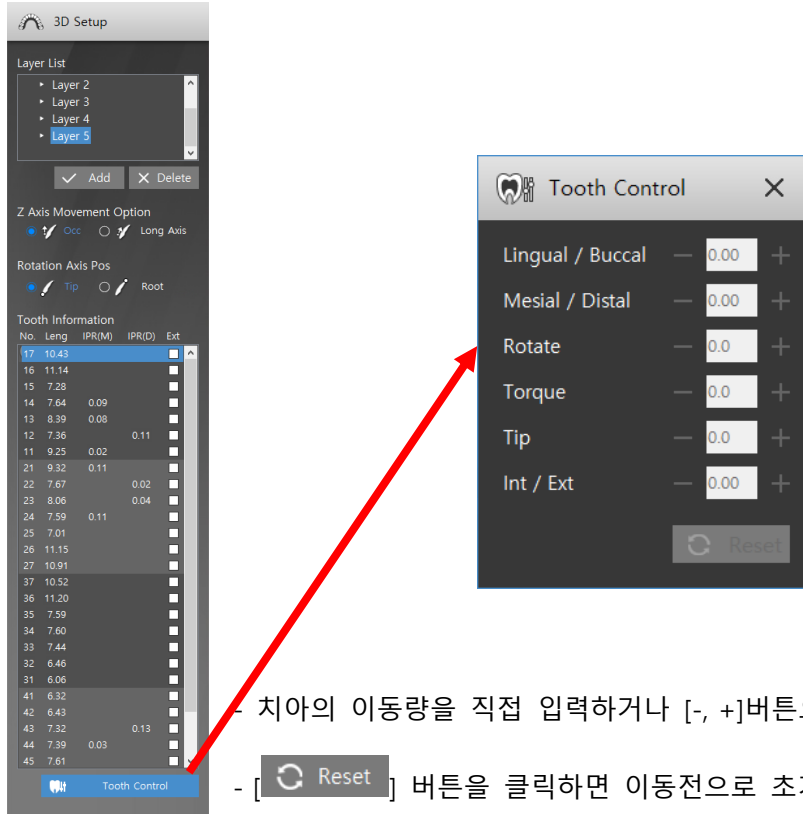 3D Setup
Layer List
Layer 2
Layer 3
Layer 4
Layer 5
Add Delete
Z Axis Movement Option
Occ Long Axis
Rotation Axis Pos
Tip Root
Tooth Information
No. Leng IPR(M) IPR(D) Ext
17 10.43
16 11.14
15 7.28
14 7.64 0.09
13 8.39 0.08
12 7.36 0.11
11 9.25 0.02
21 9.32 0.11
22 7.67 0.02
23 8.06 0.04
24 7.59 0.11
25 7.01
26 11.15
27 10.91
37 10.52
36 11.20
35 7.59
34 7.60
33 7.44
32 6.46
31 6.06
41 6.32
42 6.43
43 7.32 0.13
44 7.39 0.03
45 7.61
Tooth Control
Tooth Control
Lingual / Buccal — 0.00 +
Mesial / Distal — 0.00 +
Rotate — 0.0 +
Torque — 0.0 +
Tip — 0.0 +
Int / Ext — 0.00 +
Reset
- 치아의 이동량을 직접 입력하거나 [-, +]버튼
- [ Reset ] 버튼을 클릭하면 이동전으로 초